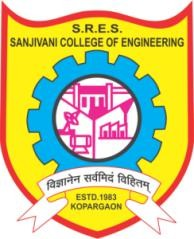 S.R.E.S.
SANJIVANI COLLEGE OF ENGINEERING
विज्ञानेन सर्वमिदं विहितम्
ESTD.1983
KOPARGAON